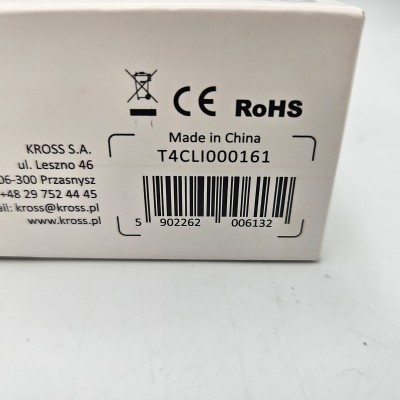 CE RoHS
KROSS S.A.
ul. Leszno 46
06-300 Przasnysz
+48 29 752 44 45
ail: kross@kross.pl
www.kross.pl
Made in China
T4CLI000161
5 902262 006132